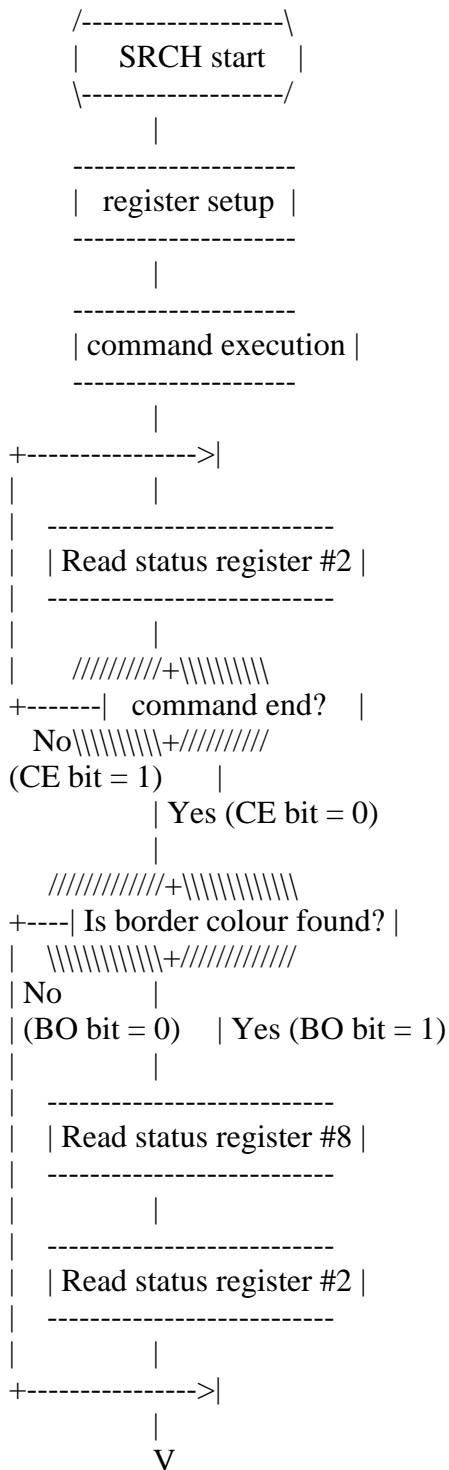 /-------------------\
|    SRCH start    |
\-------------------/
|
---------------------
|   register setup  |
---------------------
|
---------------------
| command execution |
---------------------
|
+---------------->|
|                |
|    ---------------------------
|    | Read status register #2 |
|    ---------------------------
|                |
|       //////////+\\\\\\\\\\
+-------|   command end?    |
No\\\\\\\\\\+//////////
(CE bit = 1)       |
| Yes (CE bit = 0)
|
/////////////+\\\\\\\\\\\\\
+----| Is border colour found? |
|    \\\\\\\\\\\\\+/////////////
| No            |
| (BO bit = 0)    | Yes (BO bit = 1)
|                |
|    ---------------------------
|    | Read status register #8 |
|    ---------------------------
|                |
|    ---------------------------
|    | Read status register #2 |
|    ---------------------------
|                |
+---------------->|
|
V